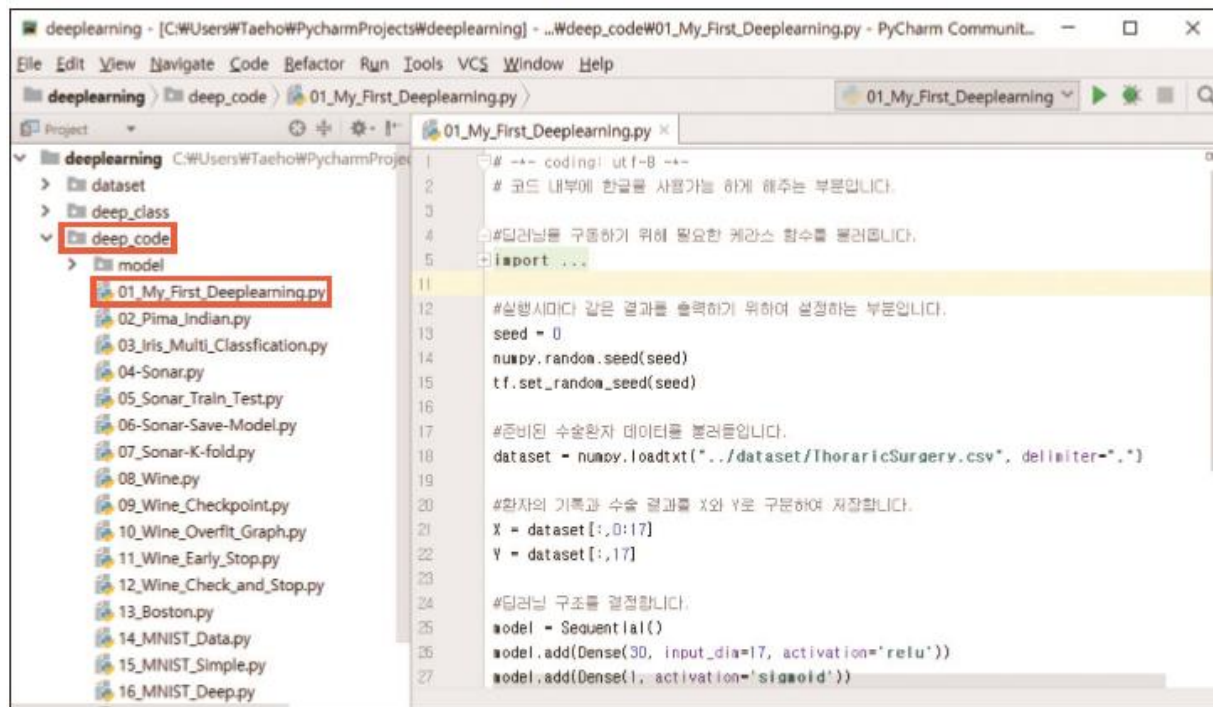 deeplearning - [C:₩Users₩Taeho₩PycharmProjects₩deeplearning] - ...₩deep_code₩01_My_First_Deeplearning.py - PyCharm Communit...
File Edit View Navigate Code Refactor Run Tools VCS Window Help
deeplearning deep_code 01_My_First_Deeplearning.py 01_My_First_Deeplearning
Project 01_My_First_Deeplearning.py
deeplearning C:₩Users₩Taeho₩PycharmProjec
dataset
deep_class
deep_code
model
01_My_First_Deeplearning.py
02_Pima_Indian.py
03_Iris_Multi_Classfication.py
04-Sonar.py
05_Sonar_Train_Test.py
06-Sonar-Save-Model.py
07_Sonar-K-fold.py
08_Wine.py
09_Wine_Checkpoint.py
10_Wine_Overfit_Graph.py
11_Wine_Early_Stop.py
12_Wine_Check_and_Stop.py
13_Boston.py
14_MNIST_Data.py
15_MNIST_Simple.py
16_MNIST_Deep.py
1 # -*- coding: utf-8 -*-
2 # 코드 내부에 한글을 사용가능 하게 해주는 부분입니다.
3
4 #딥러닝을 구동하기 위해 필요한 케라스 함수를 불러옵니다.
5 import ...
11
12 #실행시마다 같은 결과를 출력하기 위하여 설정하는 부분입니다.
13 seed = 0
14 numpy.random.seed(seed)
15 tf.set_random_seed(seed)
16
17 #준비된 수술환자 데이터를 불러들입니다.
18 dataset = numpy.loadtxt("../dataset/ThoraricSurgery.csv", delimiter=",")
19
20 #환자의 기록과 수술 결과를 X와 Y로 구분하여 저장합니다.
21 X = dataset[:,0:17]
22 Y = dataset[:,17]
23
24 #딥러닝 구조를 결정합니다.
25 model = Sequential()
26 model.add(Dense(30, input_dim=17, activation='relu'))
27 model.add(Dense(1, activation='sigmoid'))